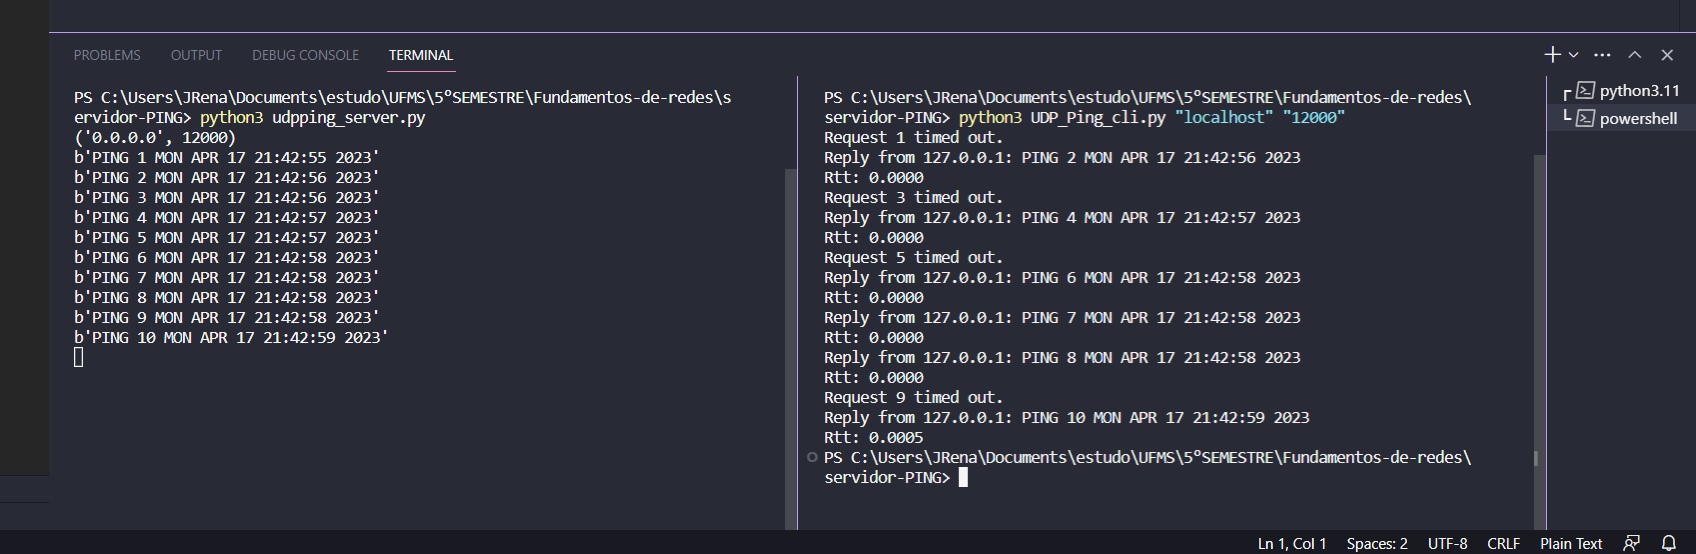 PROBLEMS OUTPUT DEBUG CONSOLE TERMINAL
PS C:\Users\JRena\Documents\estudo\UFMS\5ºSEMESTRE\Fundamentos-de-redes\s
ervidor-PING> python3 udpping_server.py
('0.0.0.0', 12000)
b'PING 1 MON APR 17 21:42:55 2023'
b'PING 2 MON APR 17 21:42:56 2023'
b'PING 3 MON APR 17 21:42:56 2023'
b'PING 4 MON APR 17 21:42:57 2023'
b'PING 5 MON APR 17 21:42:57 2023'
b'PING 6 MON APR 17 21:42:58 2023'
b'PING 7 MON APR 17 21:42:58 2023'
b'PING 8 MON APR 17 21:42:58 2023'
b'PING 9 MON APR 17 21:42:58 2023'
b'PING 10 MON APR 17 21:42:59 2023'
PS C:\Users\JRena\Documents\estudo\UFMS\5ºSEMESTRE\Fundamentos-de-redes\
servidor-PING> python3 UDP_Ping_cli.py "localhost" "12000"
Request 1 timed out.
Reply from 127.0.0.1: PING 2 MON APR 17 21:42:56 2023
Rtt: 0.0000
Request 3 timed out.
Reply from 127.0.0.1: PING 4 MON APR 17 21:42:57 2023
Rtt: 0.0000
Request 5 timed out.
Reply from 127.0.0.1: PING 6 MON APR 17 21:42:58 2023
Rtt: 0.0000
Reply from 127.0.0.1: PING 7 MON APR 17 21:42:58 2023
Rtt: 0.0000
Reply from 127.0.0.1: PING 8 MON APR 17 21:42:58 2023
Rtt: 0.0000
Request 9 timed out.
Reply from 127.0.0.1: PING 10 MON APR 17 21:42:59 2023
Rtt: 0.0005
PS C:\Users\JRena\Documents\estudo\UFMS\5ºSEMESTRE\Fundamentos-de-redes\
servidor-PING>
python3.11
powershell
Ln 1, Col 1 Spaces: 2 UTF-8 CRLF Plain Text